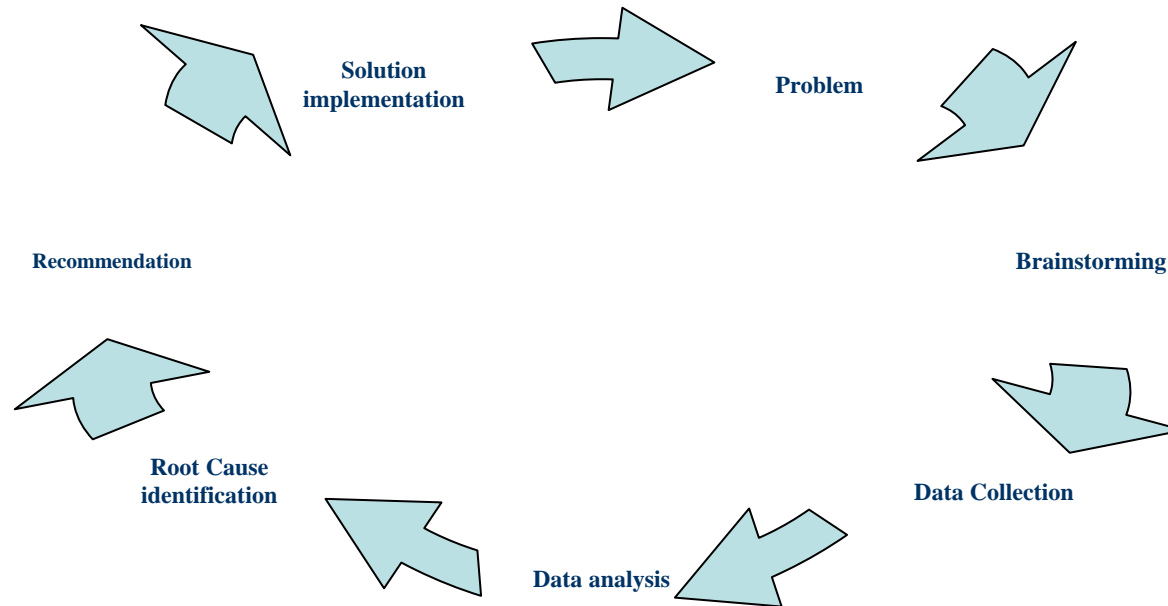 Solution
implementation
Problem
Brainstorming
Data Collection
Data analysis
Root Cause
identification
Recommendation